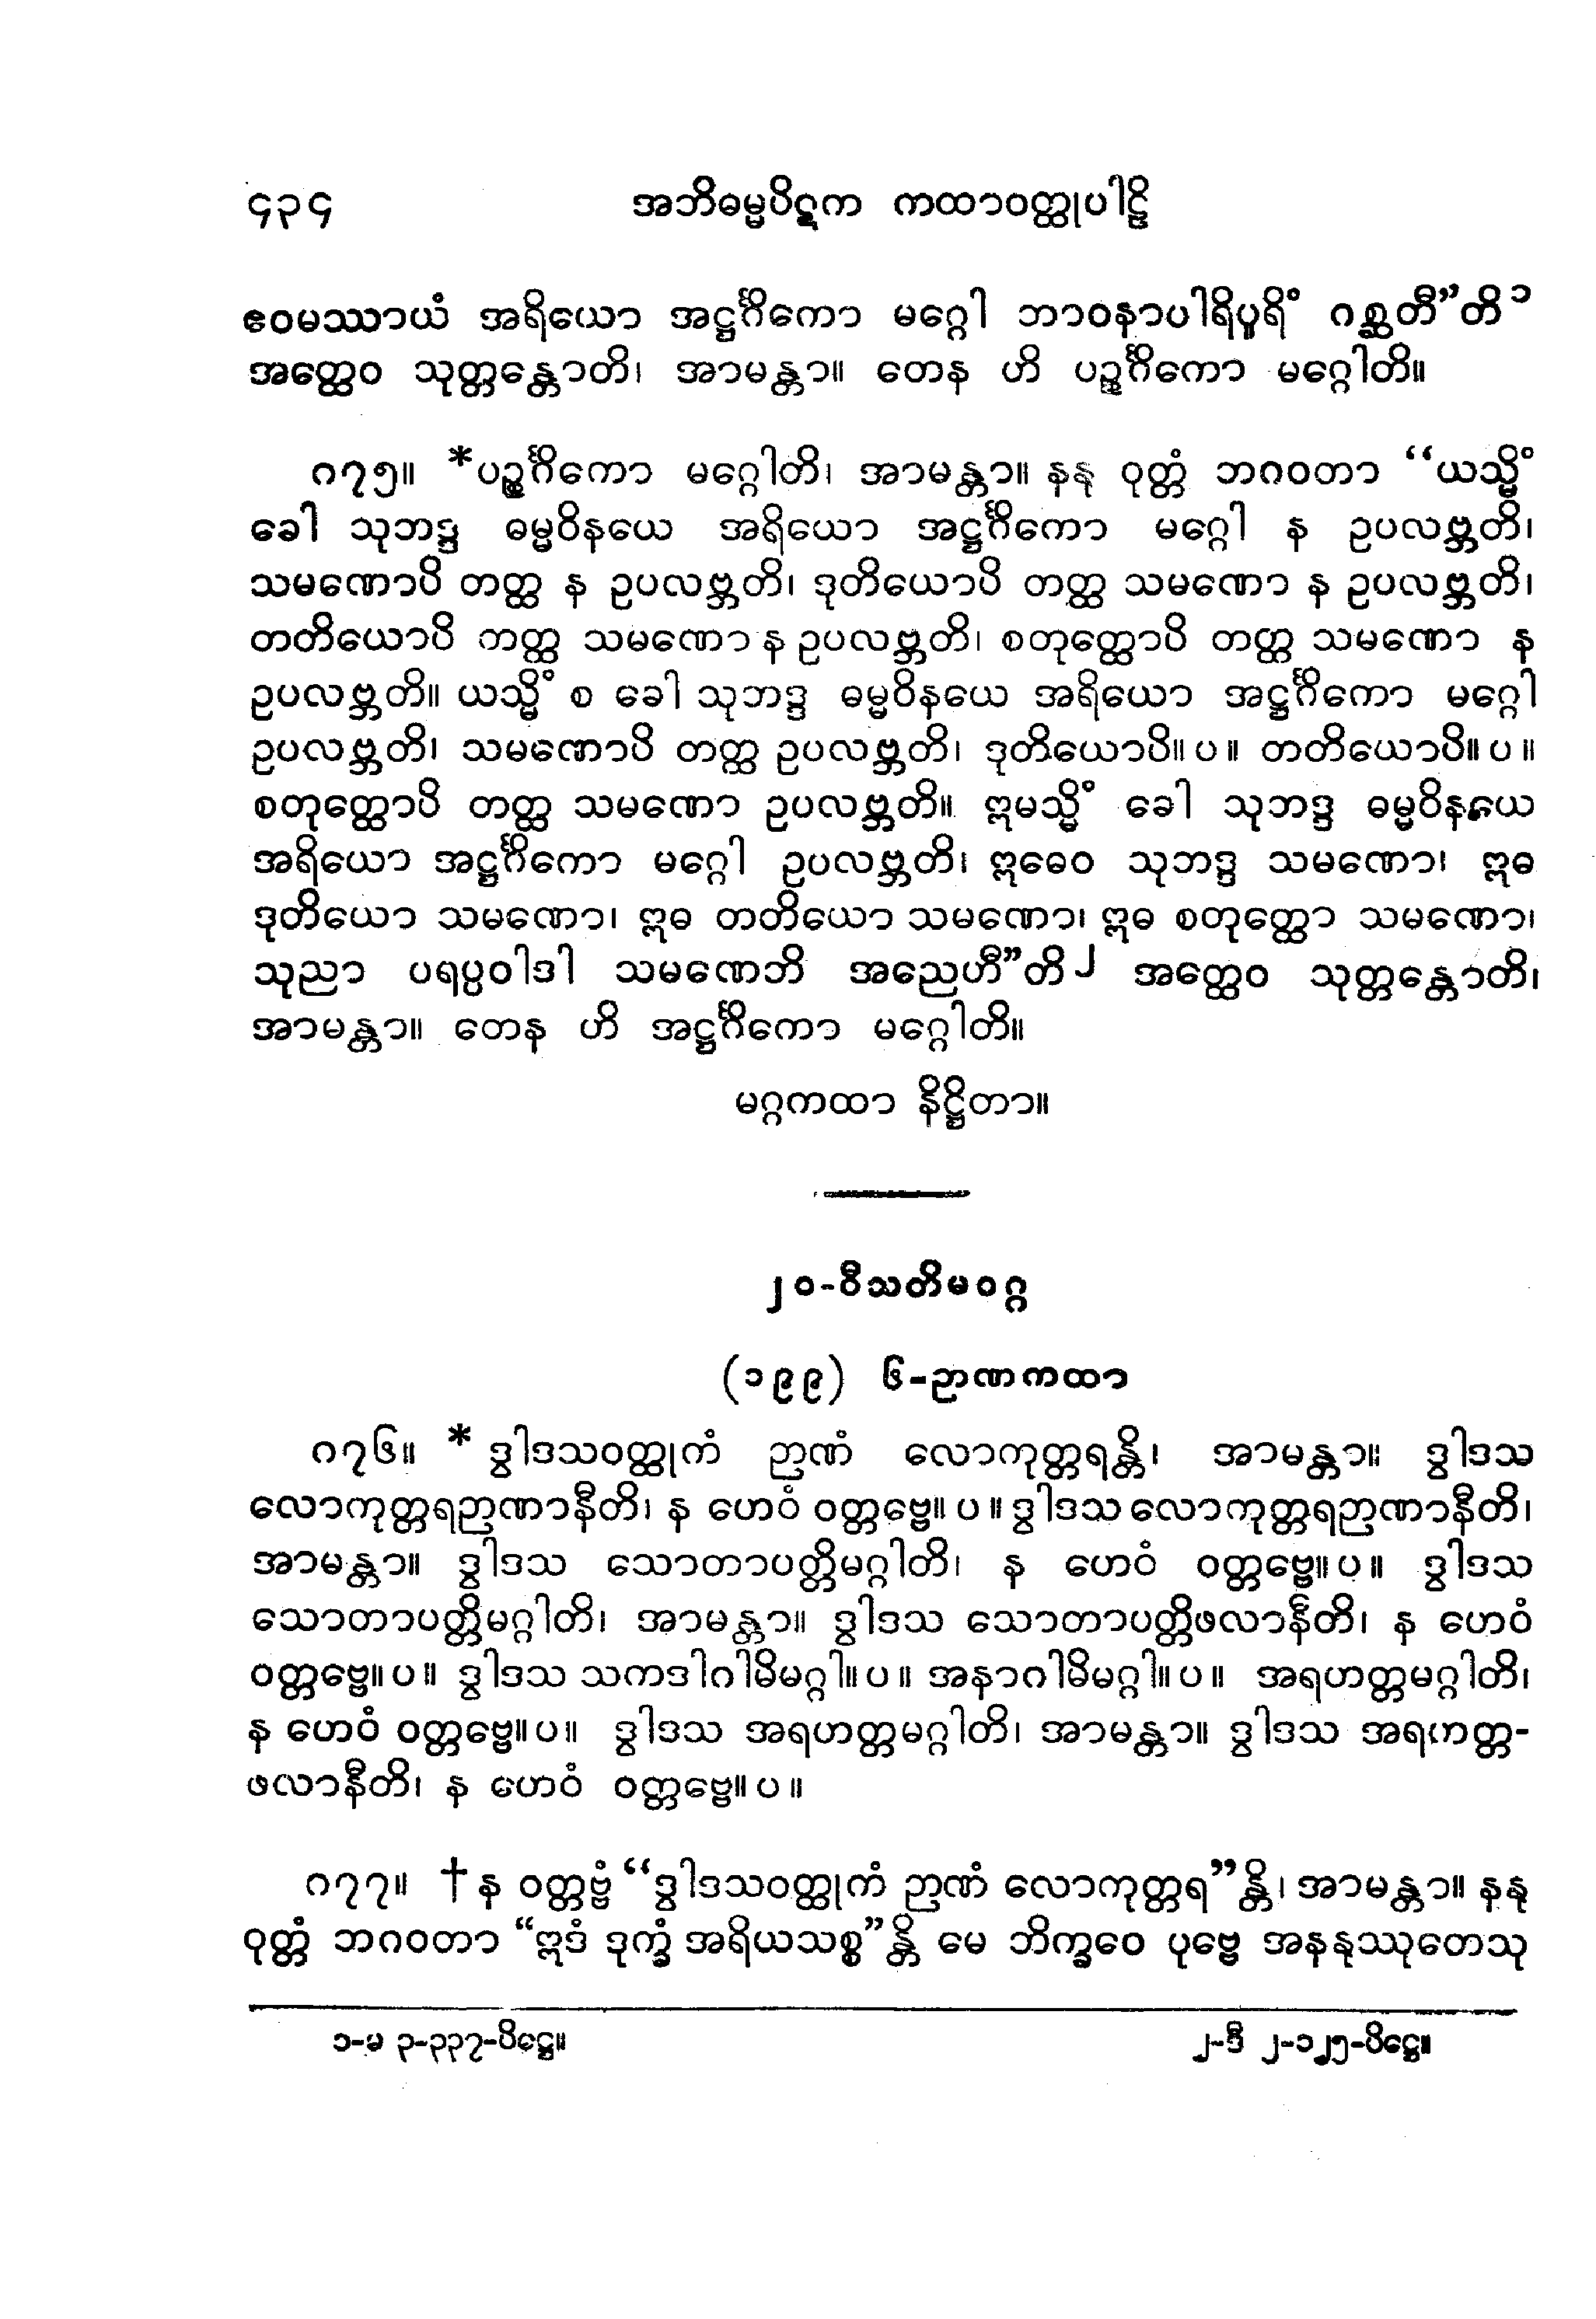 ၄၃၄ အဘိဓမ္မပိဋက ကထာဝတ္ထုပါဠိ
ဧဝမဿာယံ အရိယော အဋ္ဌင်္ဂိကော မဂ္ဂေါ ဘာဝနာပါရိပူရိံ ဂစ္ဆတီ”တိ၁
အတ္ထေဝ သုတ္တန္တောတိ၊ အာမန္တာ။ တေန ဟိ ပဉ္စင်္ဂိကော မဂ္ဂေါတိ။
၈၇၅။ *ပဉ္စင်္ဂိကော မဂ္ဂေါတိ၊ အာမန္တာ။ နနု ဝုတ္တံ ဘဂဝတာ “ယသ္မိံ
ခေါ သုဘဒ္ဒ ဓမ္မဝိနယေ အရိယော အဋ္ဌင်္ဂိကော မဂ္ဂေါ န ဥပလဗ္ဘတိ၊
သမဏောပိ တတ္ထ န ဥပလဗ္ဘတိ၊ ဒုတိယောပိ တတ္ထ သမဏော န ဥပလဗ္ဘတိ၊
တတိယောပိ ကတ္ထ သမဏော န ဥပလဗ္ဘတိ၊ စတုတ္ထောပိ တတ္ထ သမဏော န
ဥပလဗ္ဘတိ။ ယသ္မိံ စ ခေါ သုဘဒ္ဒ ဓမ္မဝိနယေ အရိယော အဋ္ဌင်္ဂိကော မဂ္ဂေါ
ဥပလဗ္ဘတိ၊ သမဏောပိ တတ္ထ ဥပလဗ္ဘတိ၊ ဒုတိယောပိ။ ပ ။ တတိယောပိ။ ပ ။
စတုတ္ထောပိ တတ္ထ သမဏော ဥပလဗ္ဘတိ။ ဣမသ္မိံ ခေါ သုဘဒ္ဒ ဓမ္မဝိနယေ
အရိယော အဋ္ဌင်္ဂိကော မဂ္ဂေါ ဥပလဗ္ဘတိ၊ ဣဓေဝ သုဘဒ္ဒ သမဏော၊ ဣဓ
ဒုတိယော သမဏော၊ ဣဓ တတိယော သမဏော၊ ဣဓ စတုတ္ထော သမဏော၊
သုညာ ပရပ္ပဝါဒါ သမဏေဘိ အညေဟီ”တိ၂ အတ္ထေဝ သုတ္တန္တောတိ၊
အာမန္တာ။ တေန ဟိ အဋ္ဌင်္ဂိကော မဂ္ဂေါတိ။
မဂ္ဂကထာ နိဋ္ဌိတာ။
၂၀-ဝီသတိမဝဂ္ဂ
(၁၉၉) ၆-ဉာဏကထာ
၈၇၆။ * ဒွါဒသဝတ္ထုကံ ဉာဏံ လောကုတ္တရန္တိ၊ အာမန္တာ။ ဒွါဒသ
လောကုတ္တရဉာဏာနီတိ၊ န ဟေဝံ ဝတ္တဗ္ဗေ။ ပ ။ ဒွါဒသ လောကုတ္တရဉာဏာနီတိ၊
အာမန္တာ။ ဒွါဒသ သောတာပတ္တိမဂ္ဂါတိ၊ န ဟေဝံ ဝတ္တဗ္ဗေ။ ပ ။ ဒွါဒသ
သောတာပတ္တိမဂ္ဂါတိ၊ အာမန္တာ။ ဒွါဒသ သောတာပတ္တိဖလာနီတိ၊ န ဟေဝံ
ဝတ္တဗ္ဗေ။ ပ ။ ဒွါဒသ သကဒါဂါမိမဂ္ဂါ။ ပ ။ အနာဂါမိမဂ္ဂါ။ ပ ။ အရဟတ္တမဂ္ဂါတိ၊
န ဟေဝံ ဝတ္တဗ္ဗေ။ ပ ။ ဒွါဒသ အရဟတ္တမဂ္ဂါတိ၊ အာမန္တာ။ ဒွါဒသ အရဟတ္တ-
ဖလာနီတိ၊ န ဟေဝံ ဝတ္တဗ္ဗေ။ ပ ။
၈၇၇။ †န ဝတ္တဗ္ဗံ “ဒွါဒသဝတ္ထုကံ ဉာဏံ လောကုတ္တရ”န္တိ၊ အာမန္တာ။ နနု
ဝုတ္တံ ဘဂဝတာ “ဣဒံ ဒုက္ခံ အရိယသစ္စ”န္တိ မေ ဘိက္ခဝေ ပုဗ္ဗေ အနနုဿုတေသု
၁-မ ၃-၃၃၇-ပိဋ္ဌေ။ ၂-ဒီ ၂-၁၂၅-ပိဋ္ဌေ။